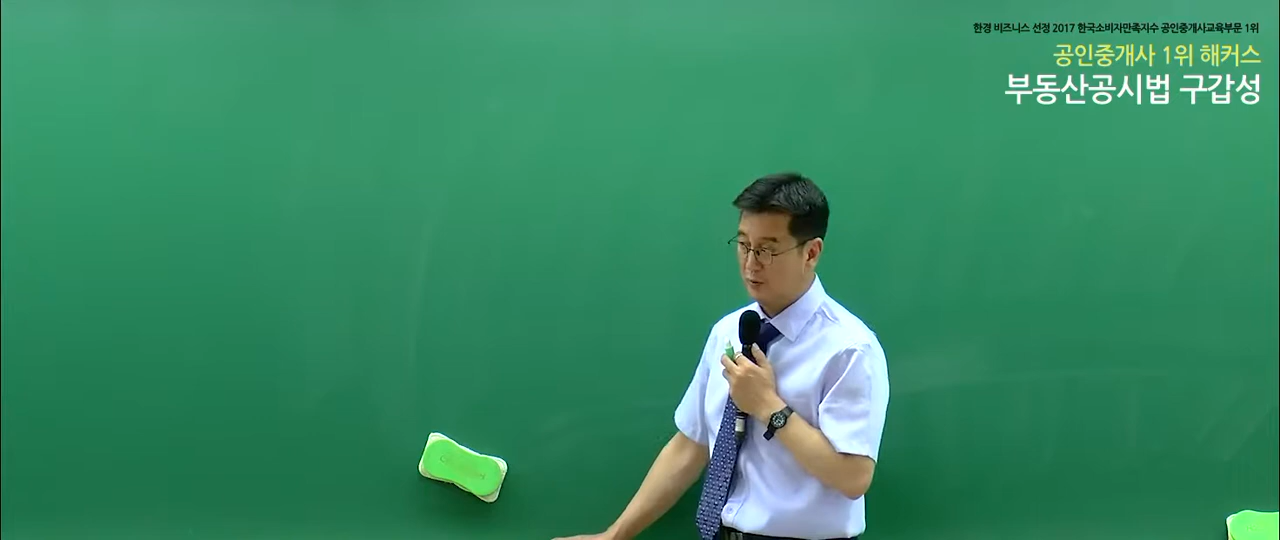 한경 비즈니스 선정 2017 한국소비자만족지수 공인중개사교육부문 1위
공인중개사 1위 해커스
부동산공시법 구갑성